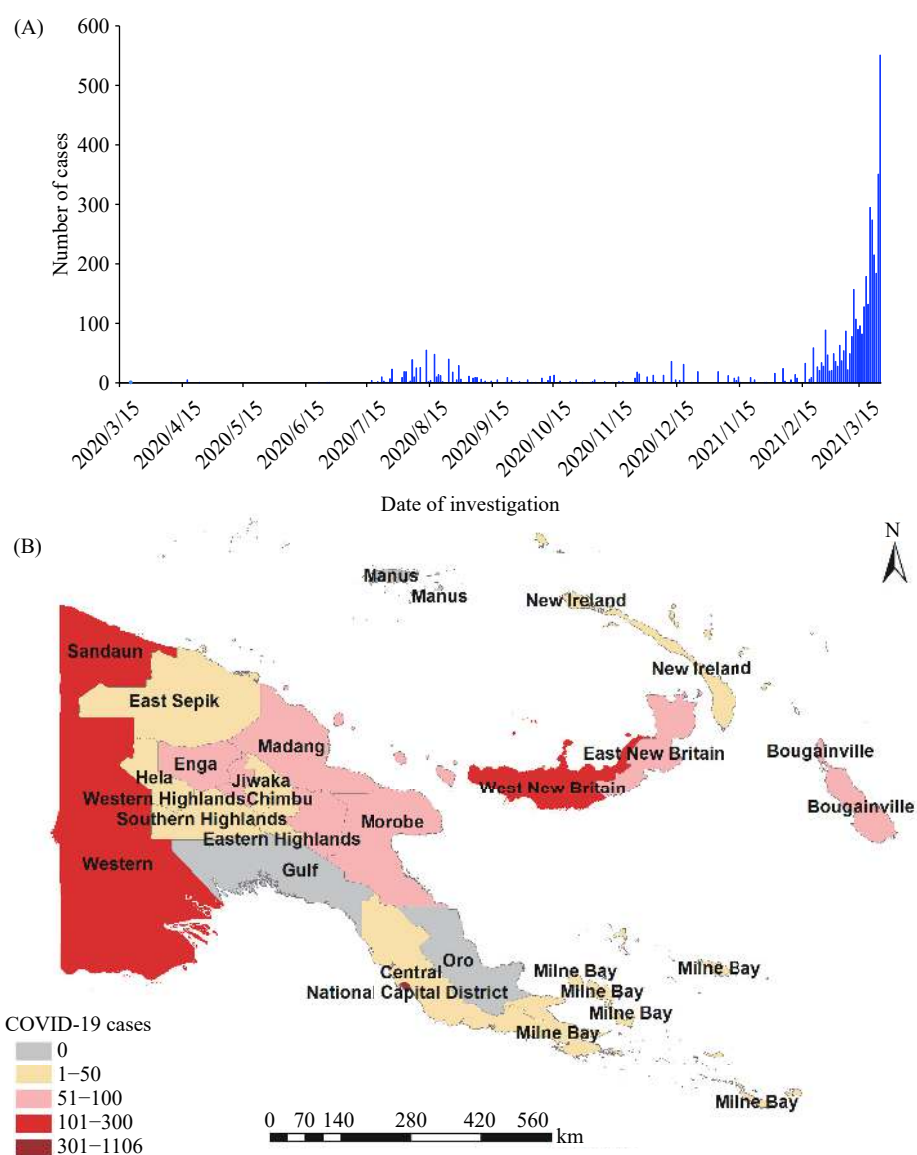 (A)
600
500
400
300
200
100
0
Number of cases
2020/3/15
2020/4/15
2020/5/15
2020/6/15
2020/7/15
2020/8/15
2020/9/15
2020/10/15
2020/11/15
2020/12/15
2021/11/15
2021/2/15
2021/3/15
Date of investigation
(B)
N
Manus
Manus
New Ireland
Sandaun
New Ireland
East Sepik
Madang
East New Britain
Bougainville
Enga
Hela
Jiwaka
West New Britain
Western Highlands
Chimbu
Bougainville
Southern Highlands
Morobe
Eastern Highlands
Western
Gulf
Oro
Central
Milne Bay
Milne Bay
National Capital District
Milne Bay
Milne Bay
Milne Bay
Milne Bay
COVID-19 cases
0
1−50
51−100
101−300
301−1106
0 70 140 280 420 560
km